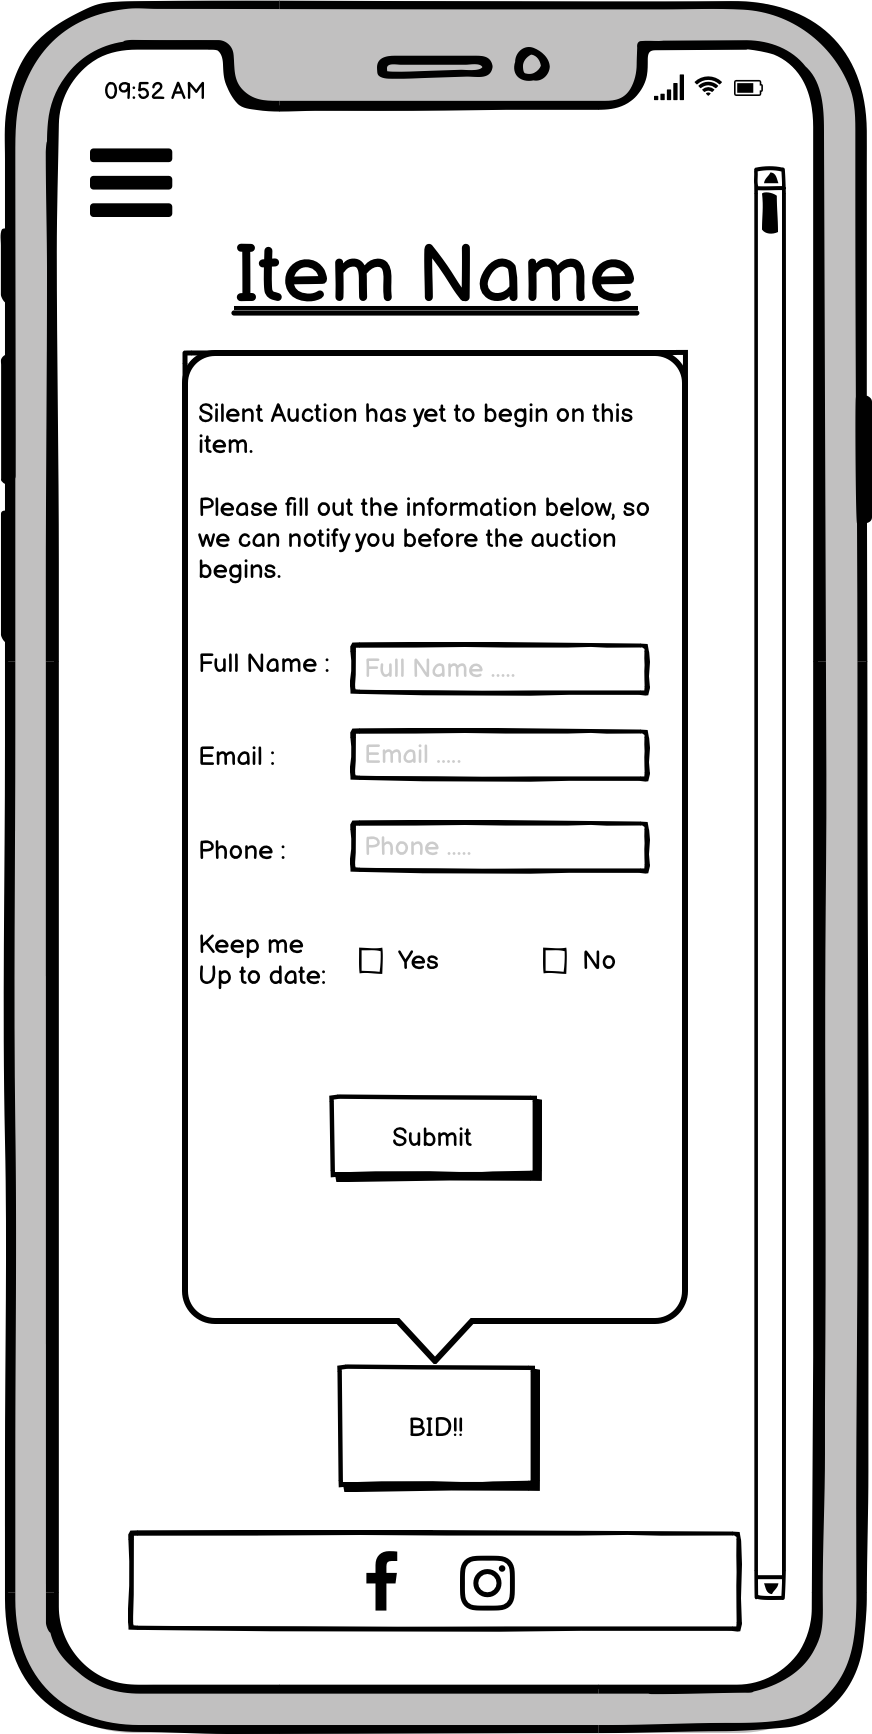 09:52 AM
Item Name
Silent Auction has yet to begin on this
item.
Please fill out the information below, so
we can notify you before the auction
begins.
Full Name : Full Name .....
Email : Email .....
Phone : Phone .....
Keep me
Up to date: Yes No
Submit
BID!!